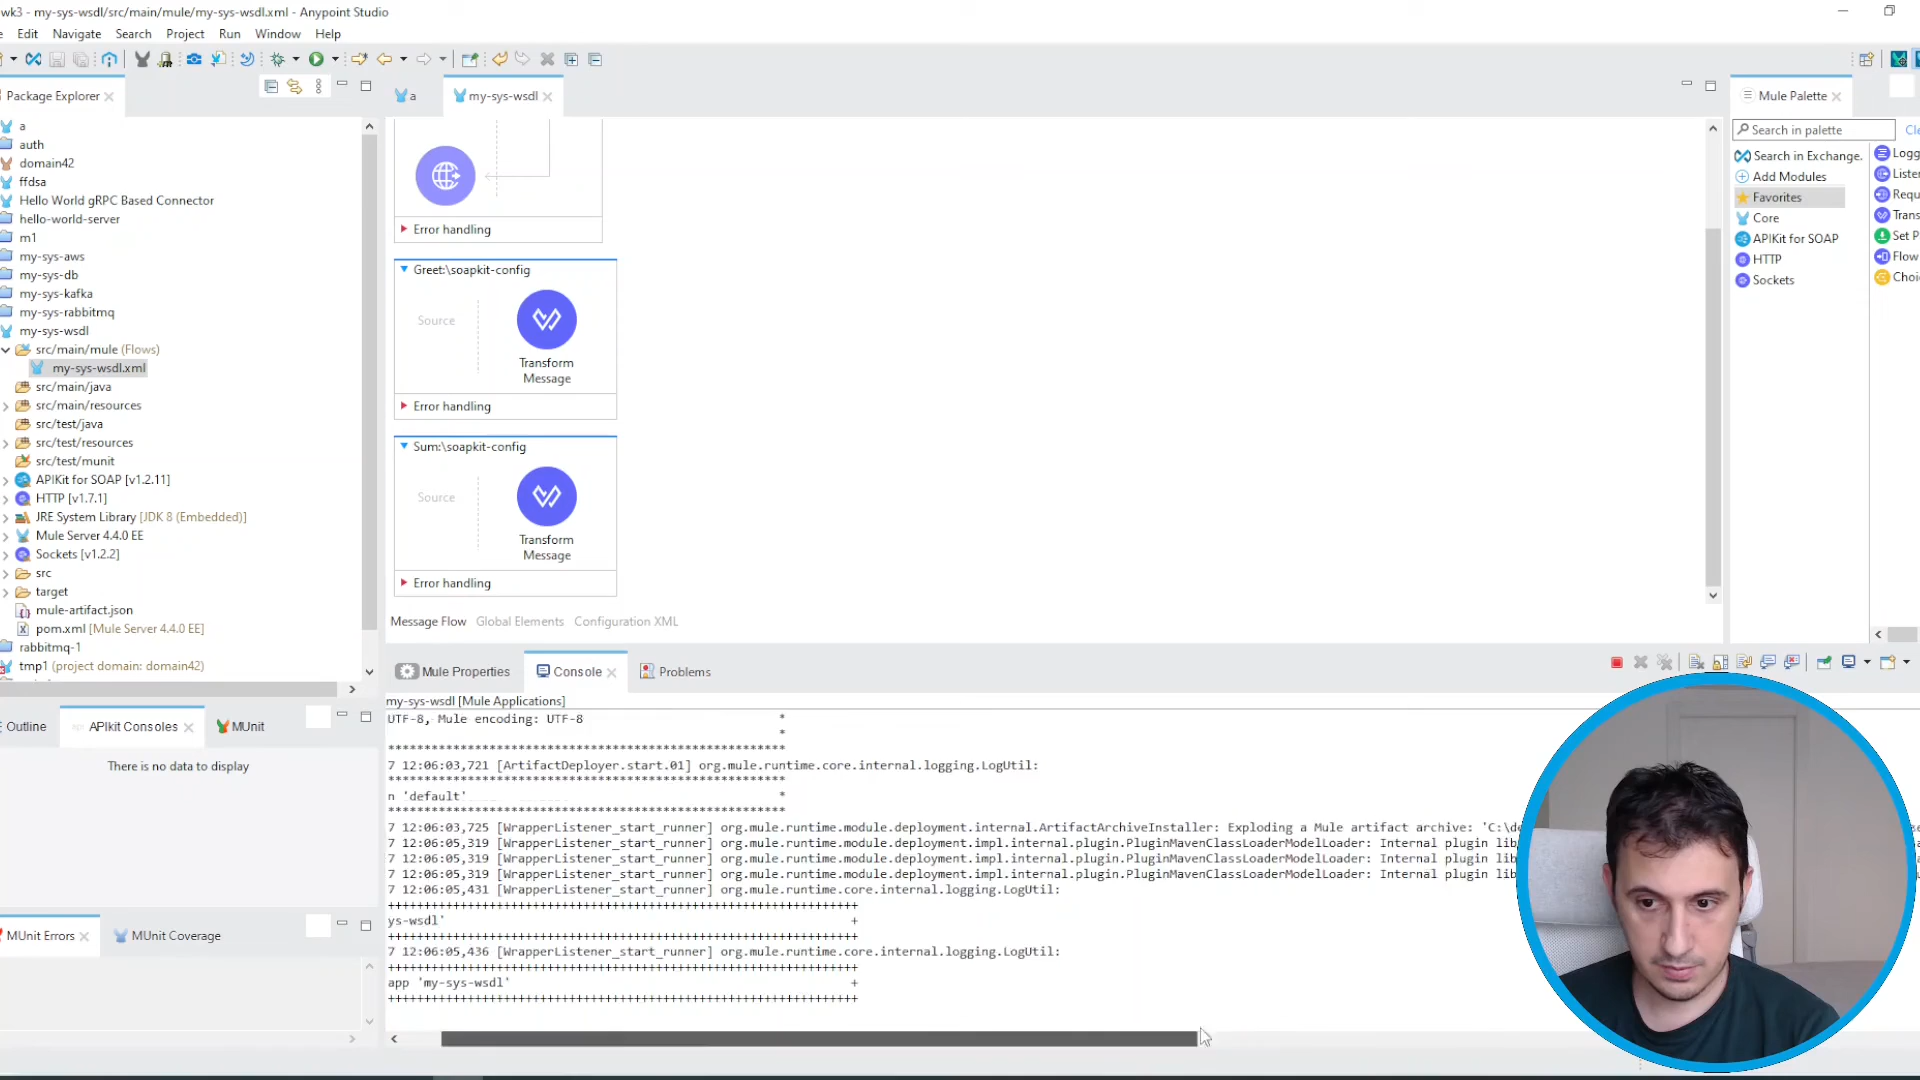 wk3 - my-sys-wsdl/src/main/mule/my-sys-wsdl.xml - Anypoint Studio
Edit Navigate Search Project Run Window Help
Package Explorer
a
auth
domain42
ffdsa
Hello World gRPC Based Connector
hello-world-server
m1
my-sys-aws
my-sys-db
my-sys-kafka
my-sys-rabbitmq
my-sys-wsdl
src/main/mule (Flows)
my-sys-wsdl.xml
src/main/java
src/main/resources
src/test/java
src/test/resources
src/test/munit
APIKit for SOAP [v1.2.11]
HTTP [v1.7.1]
JRE System Library [JDK 8 (Embedded)]
Mule Server 4.4.0 EE
Sockets [v1.2.2]
src
target
mule-artifact.json
pom.xml [Mule Server 4.4.0 EE]
rabbitmq-1
tmp1 (project domain: domain42)
Outline APIkit Consoles MUnit
There is no data to display
MUnit Errors MUnit Coverage
a my-sys-wsdl
Error handling
Greet:\soapkit-config
Source
Transform
Message
Error handling
Sum:\soapkit-config
Source
Transform
Message
Error handling
Message Flow Global Elements Configuration XML
Mule Properties Console Problems
my-sys-wsdl [Mule Applications]
UTF-8, Mule encoding: UTF-8 *
*
*******************************************************
7 12:06:03,721 [ArtifactDeployer.start.01] org.mule.runtime.core.internal.logging.LogUtil:
*******************************************************
n 'default' *
*******************************************************
7 12:06:03,725 [WrapperListener_start_runner] org.mule.runtime.module.deployment.internal.ArtifactArchiveInstaller: Exploding a Mule artifact archive:
7 12:06:05,319 [WrapperListener_start_runner] org.mule.runtime.module.deployment.impl.internal.plugin.PluginMavenClassLoaderModelLoader: Internal plugin
7 12:06:05,319 [WrapperListener_start_runner] org.mule.runtime.module.deployment.impl.internal.plugin.PluginMavenClassLoaderModelLoader: Internal plugin
7 12:06:05,319 [WrapperListener_start_runner] org.mule.runtime.module.deployment.impl.internal.plugin.PluginMavenClassLoaderModelLoader: Internal plugin
7 12:06:05,431 [WrapperListener_start_runner] org.mule.runtime.core.internal.logging.LogUtil:
+++++++++++++++++++++++++++++++++++++++++++++++++++++++++++++++++
ys-wsdl' +
+++++++++++++++++++++++++++++++++++++++++++++++++++++++++++++++++
7 12:06:05,436 [WrapperListener_start_runner] org.mule.runtime.core.internal.logging.LogUtil:
+++++++++++++++++++++++++++++++++++++++++++++++++++++++++++++++++
app 'my-sys-wsdl' +
+++++++++++++++++++++++++++++++++++++++++++++++++++++++++++++++++
Mule Palette
Search in palette
Search in Exchange.
Add Modules
Favorites
Core
APIKit for SOAP
HTTP
Sockets
Logg
Lister
Requ
Trans
Set P
Flow
Choi